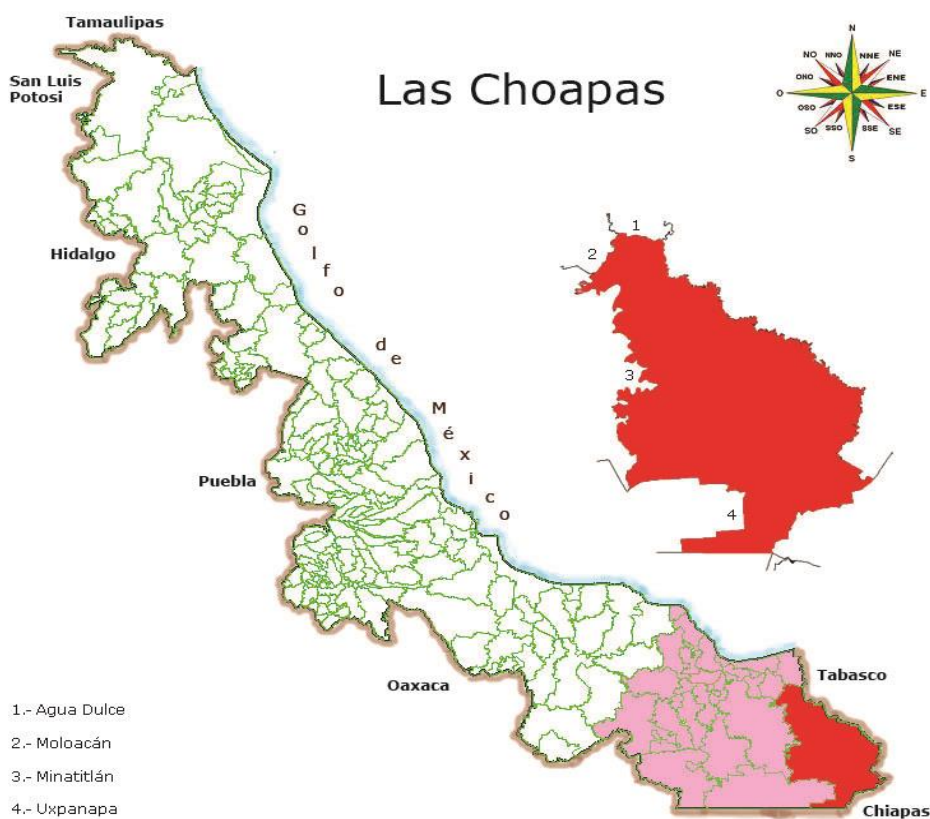 Tamaulipas
San Luis
Potosi
Las Choapas
N
NNO
NNE
NO
NE
ONO
ENE
O
E
OSO
ESE
SO
SSO
SSE
SE
S
Golfo
de
México
Hidalgo
1
2
3
4
Puebla
Oaxaca
Tabasco
Chiapas
1.- Agua Dulce
2.- Moloacán
3.- Minatitlán
4.- Uxpanapa